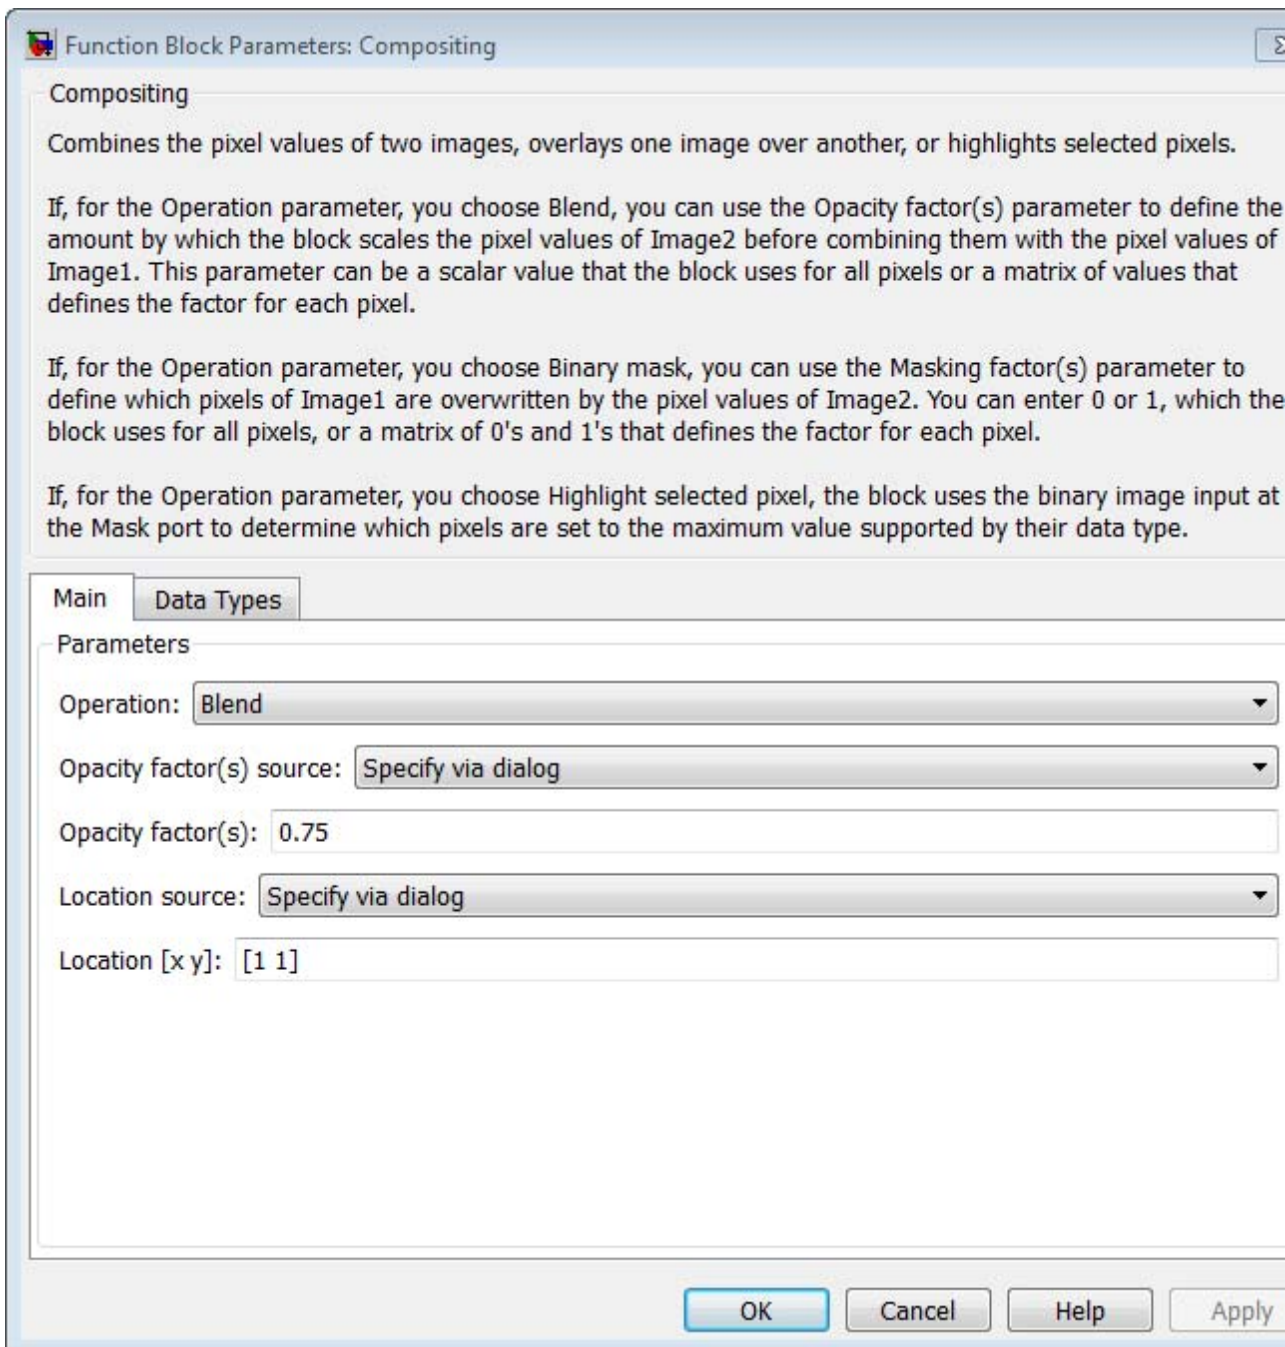 Function Block Parameters: Compositing
Compositing
Combines the pixel values of two images, overlays one image over another, or highlights selected pixels.
If, for the Operation parameter, you choose Blend, you can use the Opacity factor(s) parameter to define the
amount by which the block scales the pixel values of Image2 before combining them with the pixel values of
Image1. This parameter can be a scalar value that the block uses for all pixels or a matrix of values that
defines the factor for each pixel.
If, for the Operation parameter, you choose Binary mask, you can use the Masking factor(s) parameter to
define which pixels of Image1 are overwritten by the pixel values of Image2. You can enter 0 or 1, which the
block uses for all pixels, or a matrix of 0's and 1's that defines the factor for each pixel.
If, for the Operation parameter, you choose Highlight selected pixel, the block uses the binary image input at
the Mask port to determine which pixels are set to the maximum value supported by their data type.
Main Data Types
Parameters
Operation: Blend
Opacity factor(s) source: Specify via dialog
Opacity factor(s): 0.75
Location source: Specify via dialog
Location [x y]: [1 1]
OK Cancel Help Apply